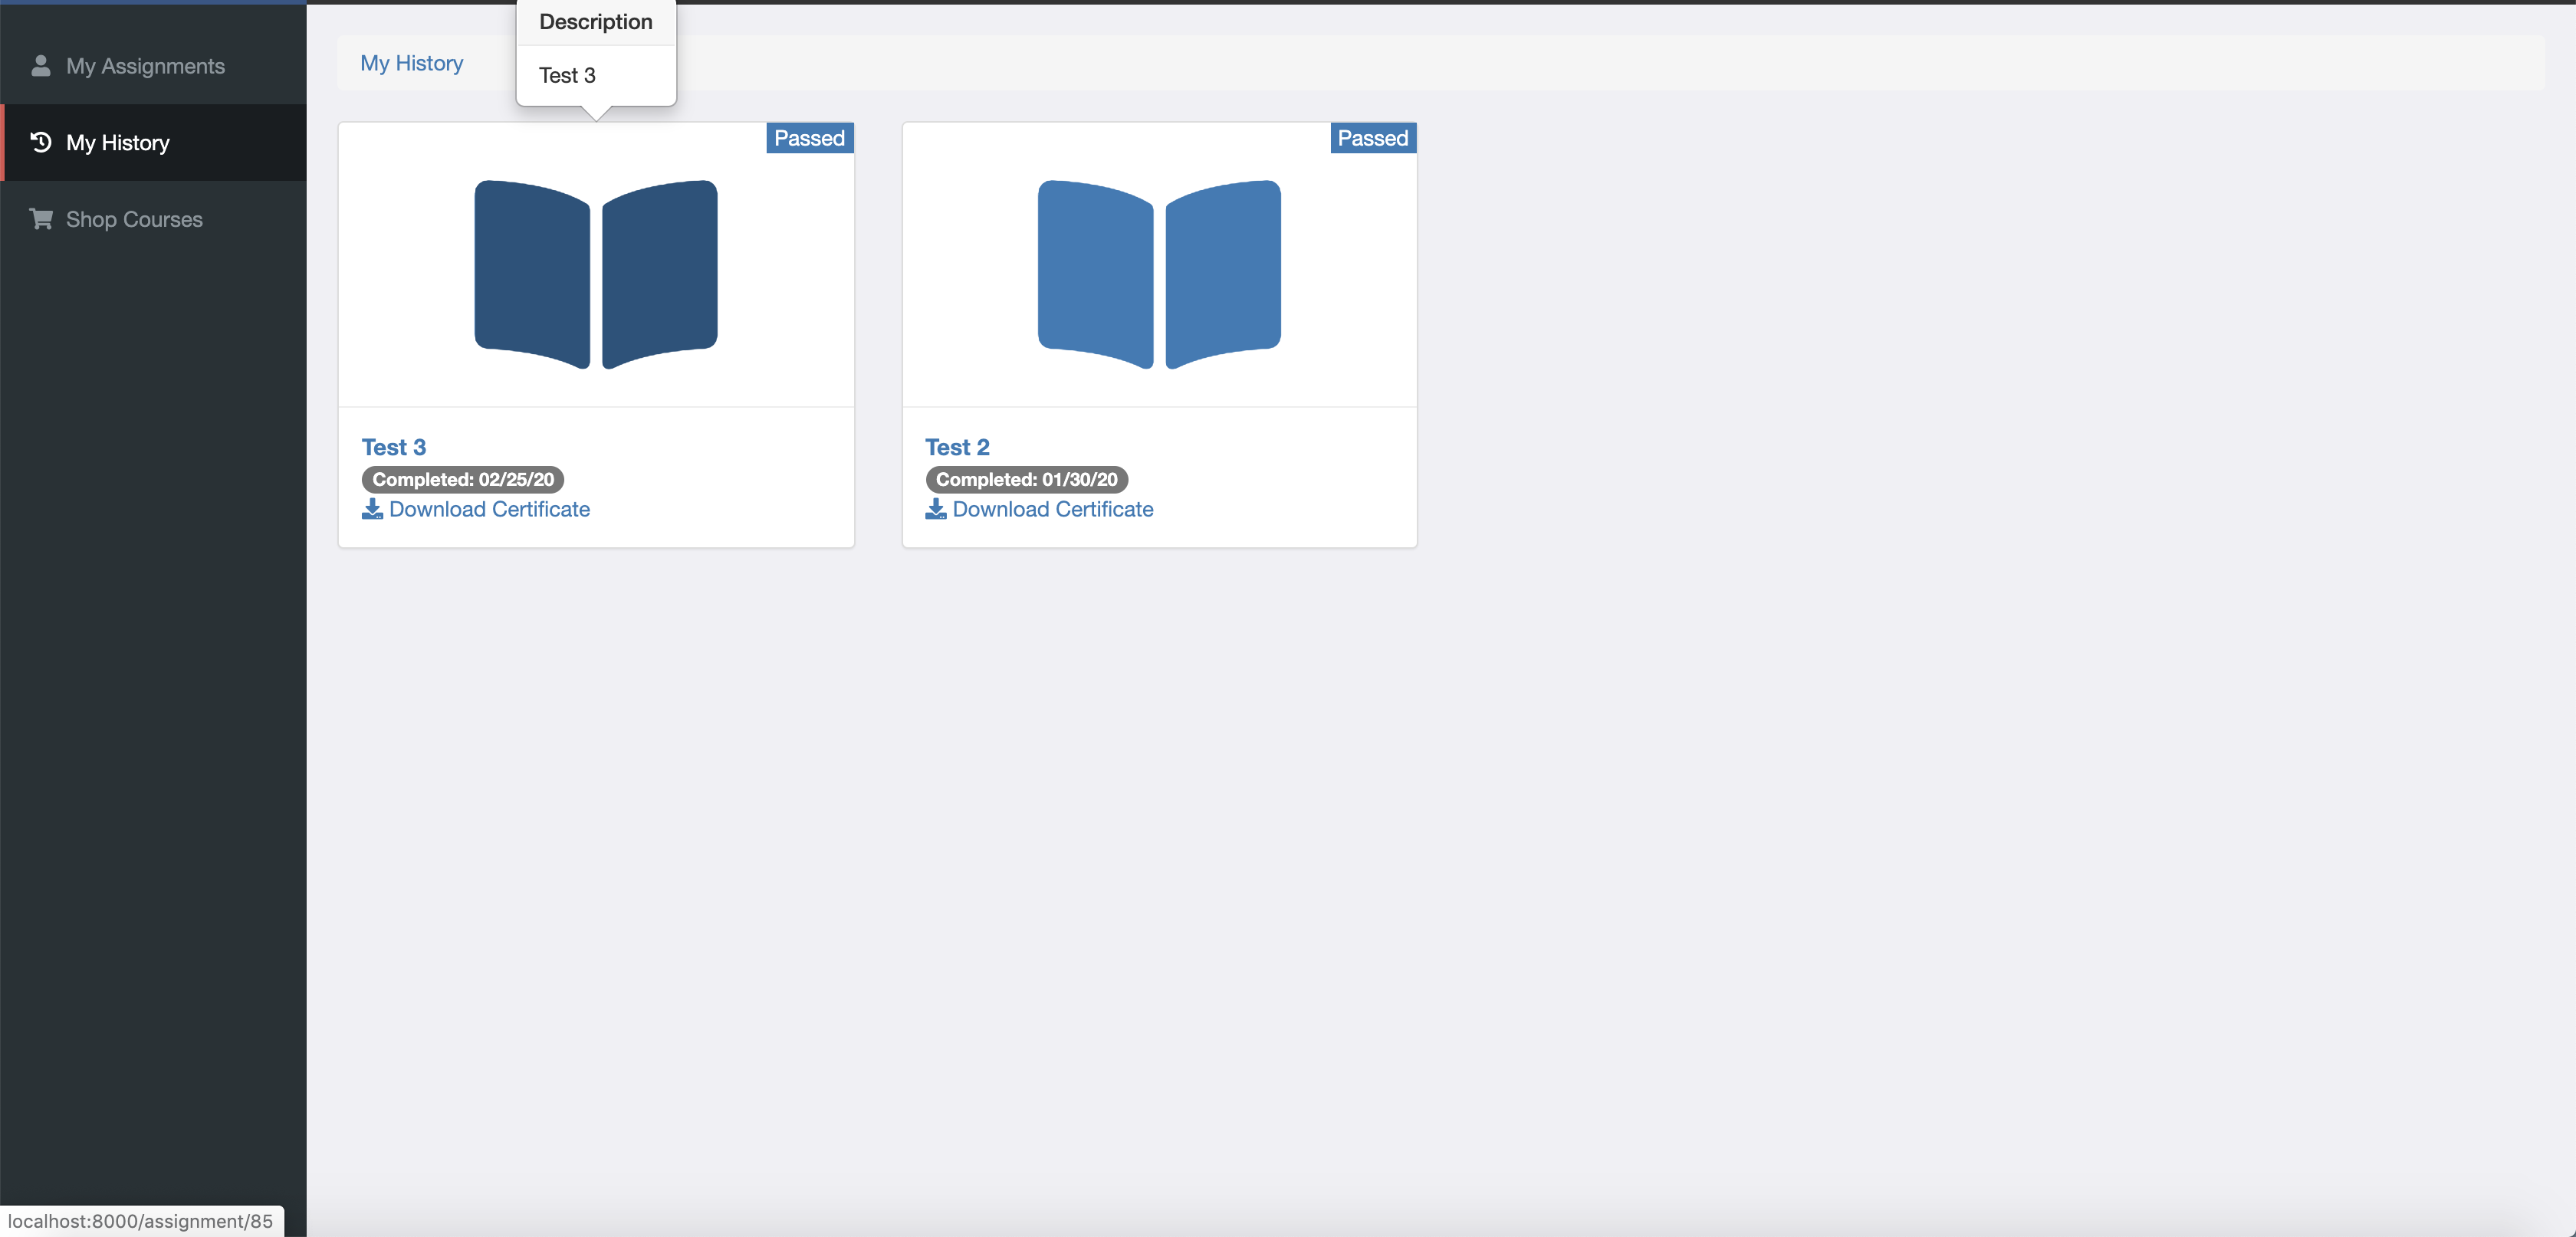 My Assignments
My History
Shop Courses
Description
Test 3
My History
Passed
Test 3
Completed: 02/25/20
Download Certificate
Passed
Test 2
Completed: 01/30/20
Download Certificate
localhost:8000/assignment/85